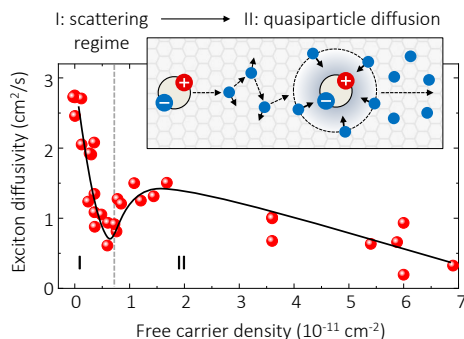 I: scattering regime
II: quasiparticle diffusion
+
−
+
−
Exciton diffusivity (cm²/s)
3
2
1
0
I
II
0 1 2 3 4 5 6 7
Free carrier density (10⁻¹¹ cm⁻²)